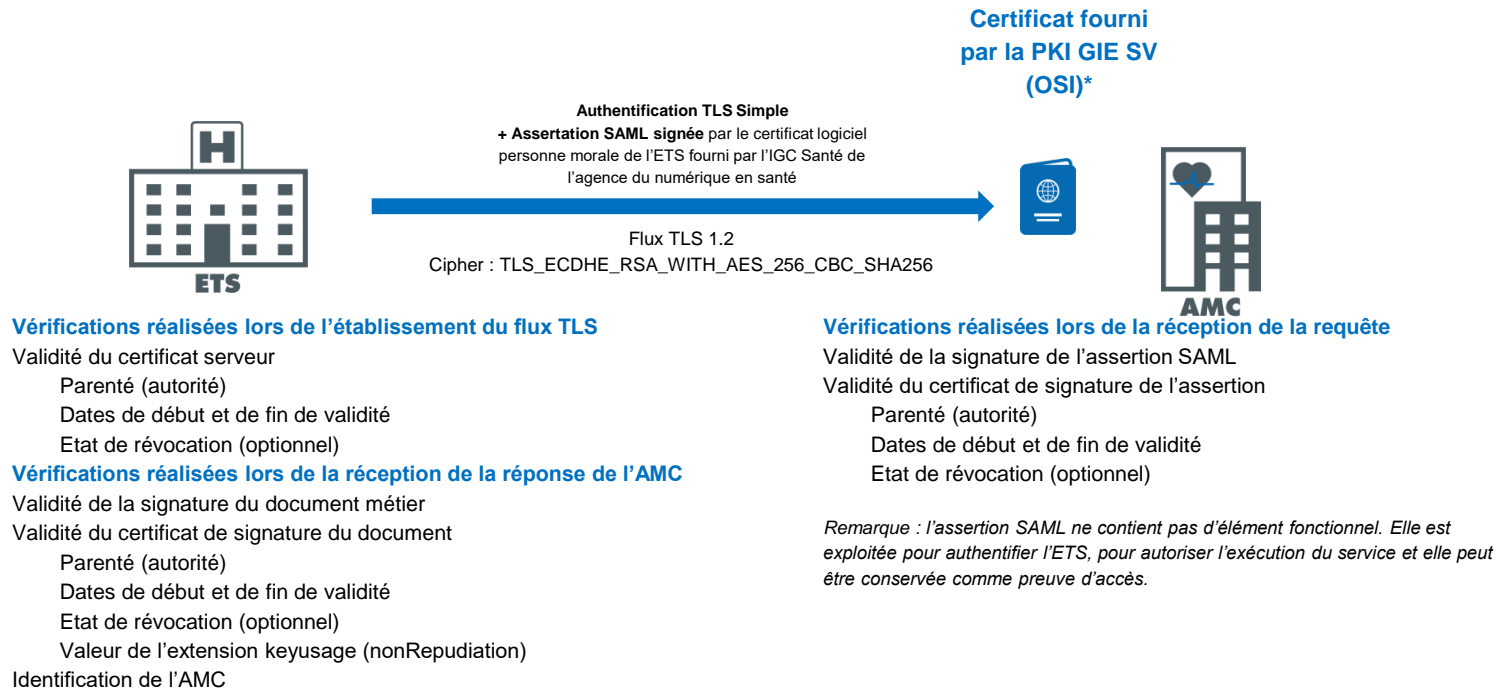 Certificat fourni
par la PKI GIE SV
(OSI)*
Authentification TLS Simple
+ Assertation SAML signée par le certificat logiciel
personne morale de l'ETS fourni par l'IGC Santé de
l'agence du numérique en santé
H
Flux TLS 1.2
Cipher : TLS_ECDHE_RSA_WITH_AES_256_CBC_SHA256
ETS
AMC
Vérifications réalisées lors de l'établissement du flux TLS
Validité du certificat serveur
Parenté (autorité)
Dates de début et de fin de validité
Etat de révocation (optionnel)
Vérifications réalisées lors de la réception de la réponse de l'AMC
Validité de la signature du document métier
Validité du certificat de signature du document
Parenté (autorité)
Dates de début et de fin de validité
Etat de révocation (optionnel)
Valeur de l'extension keyusage (nonRepudiation)
Identification de l'AMC
Vérifications réalisées lors de la réception de la requête
Validité de la signature de l'assertion SAML
Validité du certificat de signature de l'assertion
Parenté (autorité)
Dates de début et de fin de validité
Etat de révocation (optionnel)
Remarque : l'assertion SAML ne contient pas d'élément fonctionnel. Elle est
exploitée pour authentifier l'ETS, pour autoriser l'exécution du service et elle peut
être conservée comme preuve d'accès.